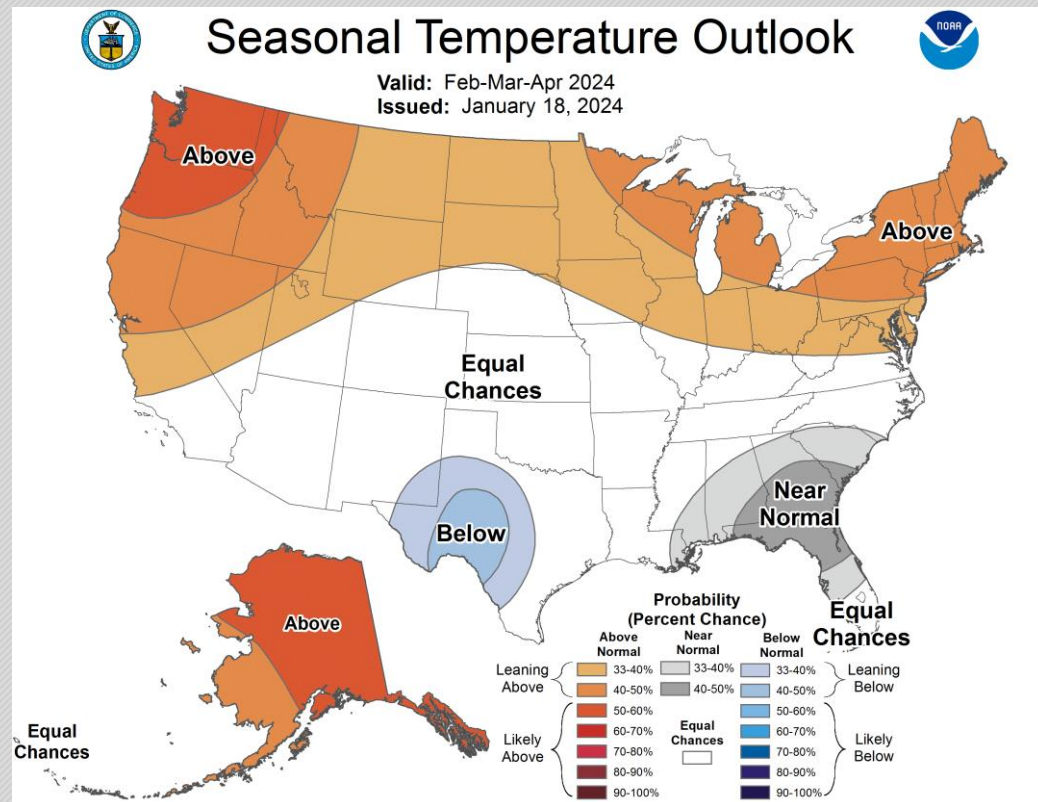 Seasonal Temperature Outlook
NOAA
Valid: Feb-Mar-Apr 2024
Issued: January 18, 2024
Above
Above
Equal
Chances
Near
Normal
Below
Above
Equal
Chances
Equal
Chances
Probability
(Percent Chance)
Above
Normal
Near
Normal
Below
Normal
Leaning
Above
33-40%
33-40%
33-40%
Leaning
Below
40-50%
40-50%
40-50%
Likely
Above
50-60%
50-60%
Likely
Below
60-70%
Equal
Chances
60-70%
70-80%
70-80%
80-90%
80-90%
90-100%
90-100%